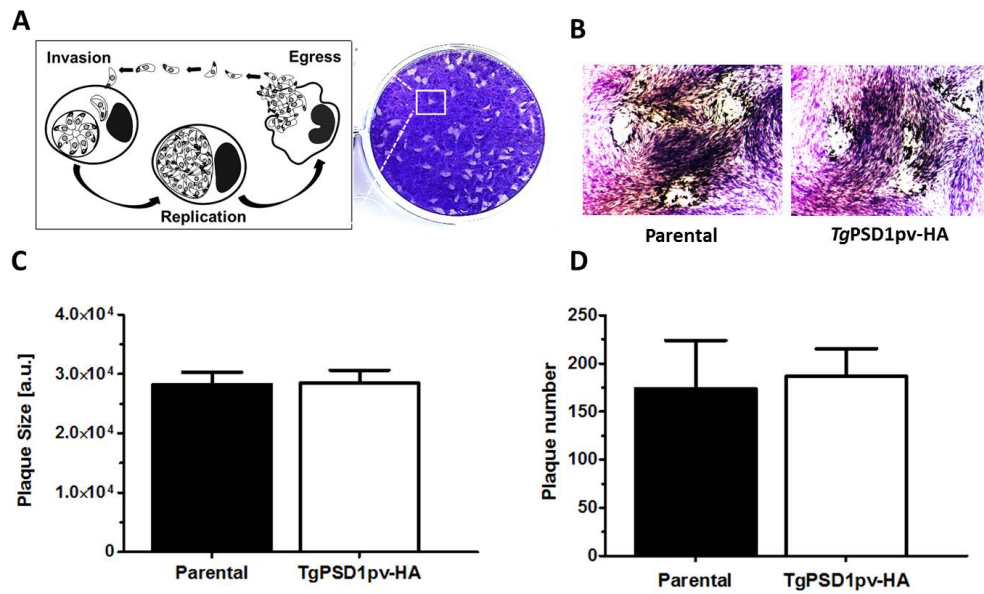 A
Invasion
Egress
Replication
B
Parental
TgPSD1pv-HA
C
4.0×10⁴
3.0×10⁴
2.0×10⁴
1.0×10⁴
0
Plaque Size [a.u.]
Parental
TgPSD1pv-HA
D
250
200
150
100
50
0
Plaque number
Parental
TgPSD1pv-HA